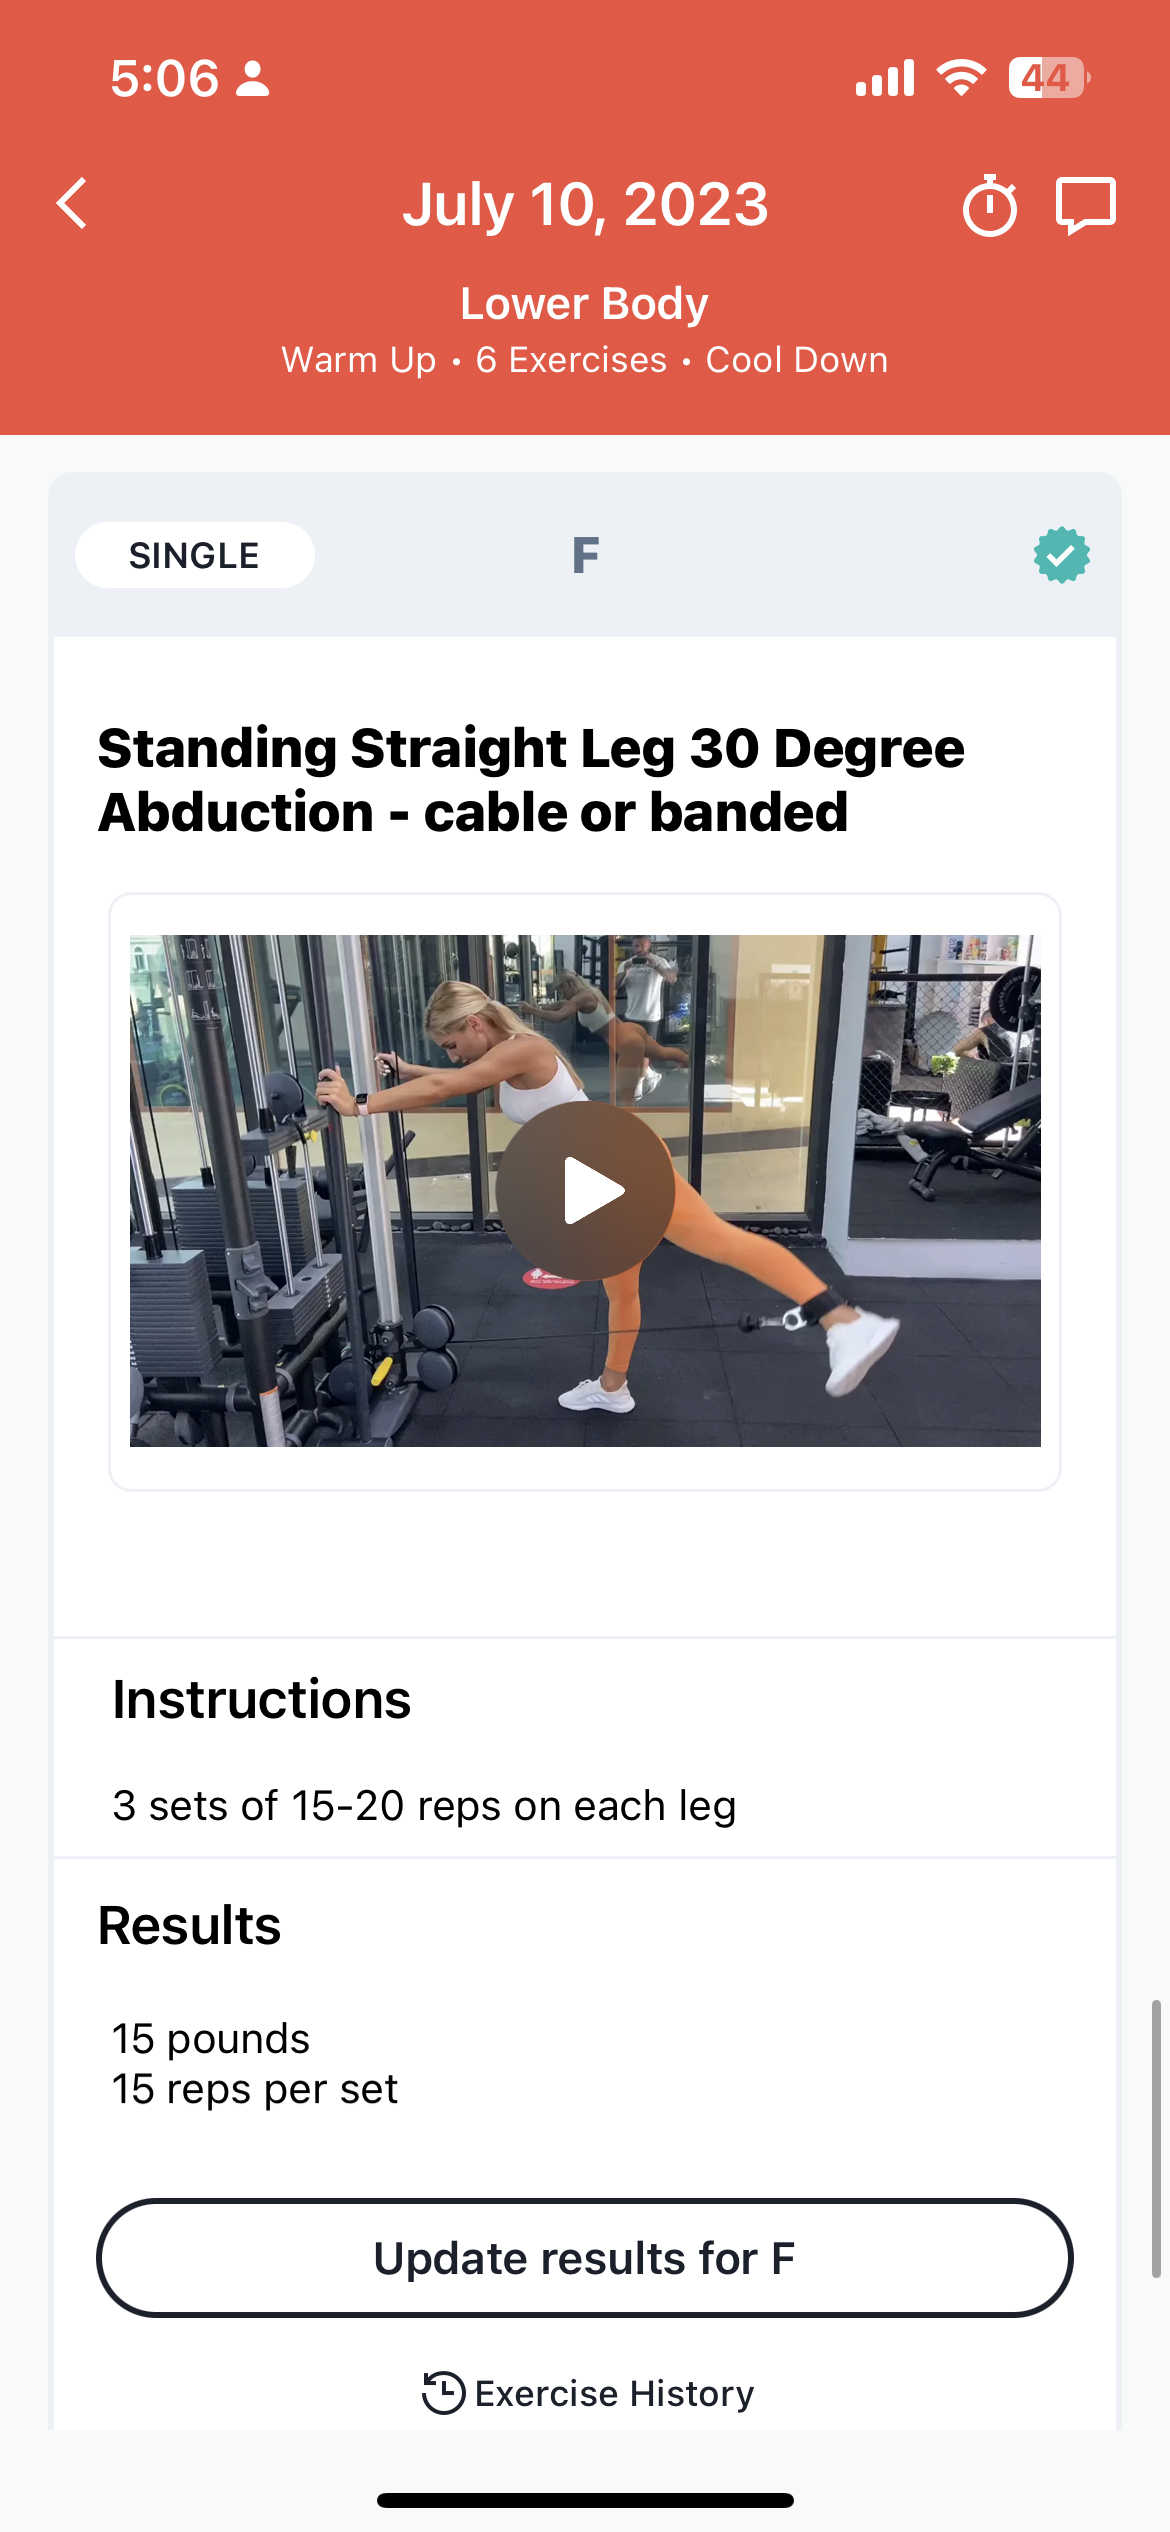 5:06
44
July 10, 2023
Lower Body
Warm Up • 6 Exercises • Cool Down
SINGLE
F
Standing Straight Leg 30 Degree
Abduction - cable or banded
Instructions
3 sets of 15-20 reps on each leg
Results
15 pounds
15 reps per set
Update results for F
Exercise History